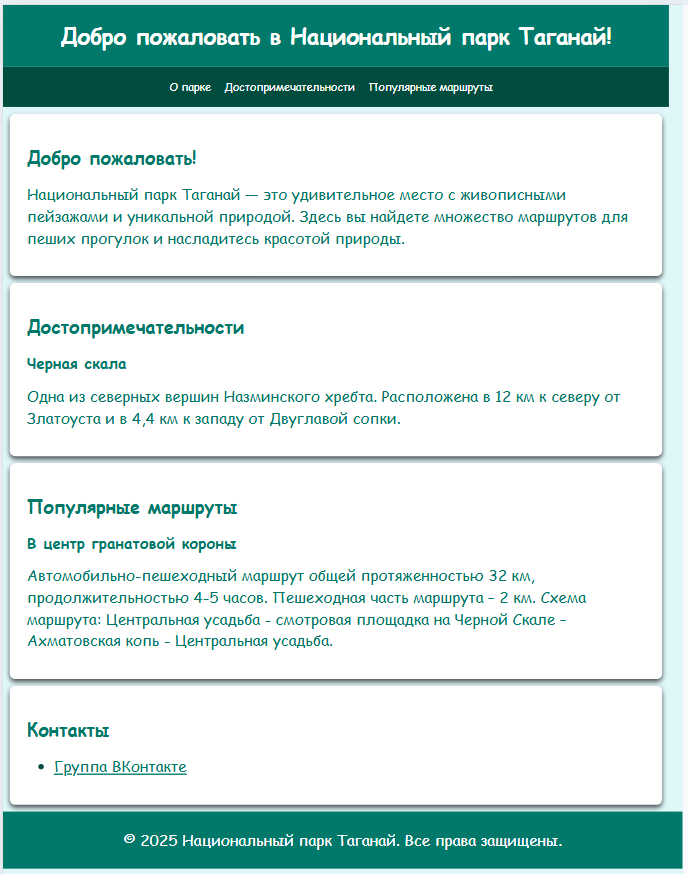 Добро пожаловать в Национальный парк Таганай!
О парке Достопримечательности Популярные маршруты
Добро пожаловать!
Национальный парк Таганай — это удивительное место с живописными
пейзажами и уникальной природой. Здесь вы найдете множество маршрутов для
пеших прогулок и насладитесь красотой природы.
Достопримечательности
Черная скала
Одна из северных вершин Назминского хребта. Расположена в 12 км к северу от
Златоуста и в 4,4 км к западу от Двуглавой сопки.
Популярные маршруты
В центр гранатовой короны
Автомобильно-пешеходный маршрут общей протяженностью 32 км,
продолжительностью 4-5 часов. Пешеходная часть маршрута – 2 км. Схема
маршрута: Центральная усадьба - смотровая площадка на Черной Скале –
Ахматовская копь - Центральная усадьба.
Контакты
• Группа ВКонтакте
© 2025 Национальный парк Таганай. Все права защищены.